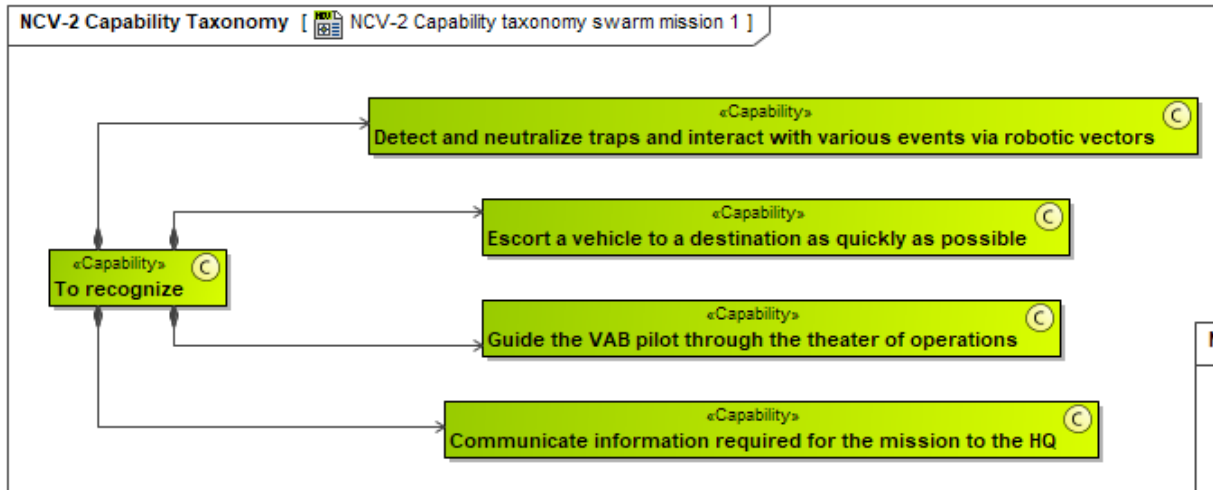 NCV-2 Capability Taxonomy [ NCV-2 Capability taxonomy swarm mission 1 ]
«Capability» C
Detect and neutralize traps and interact with various events via robotic vectors
«Capability» C
Escort a vehicle to a destination as quickly as possible
«Capability» C
To recognize
«Capability» C
Guide the VAB pilot through the theater of operations
«Capability» C
Communicate information required for the mission to the HQ